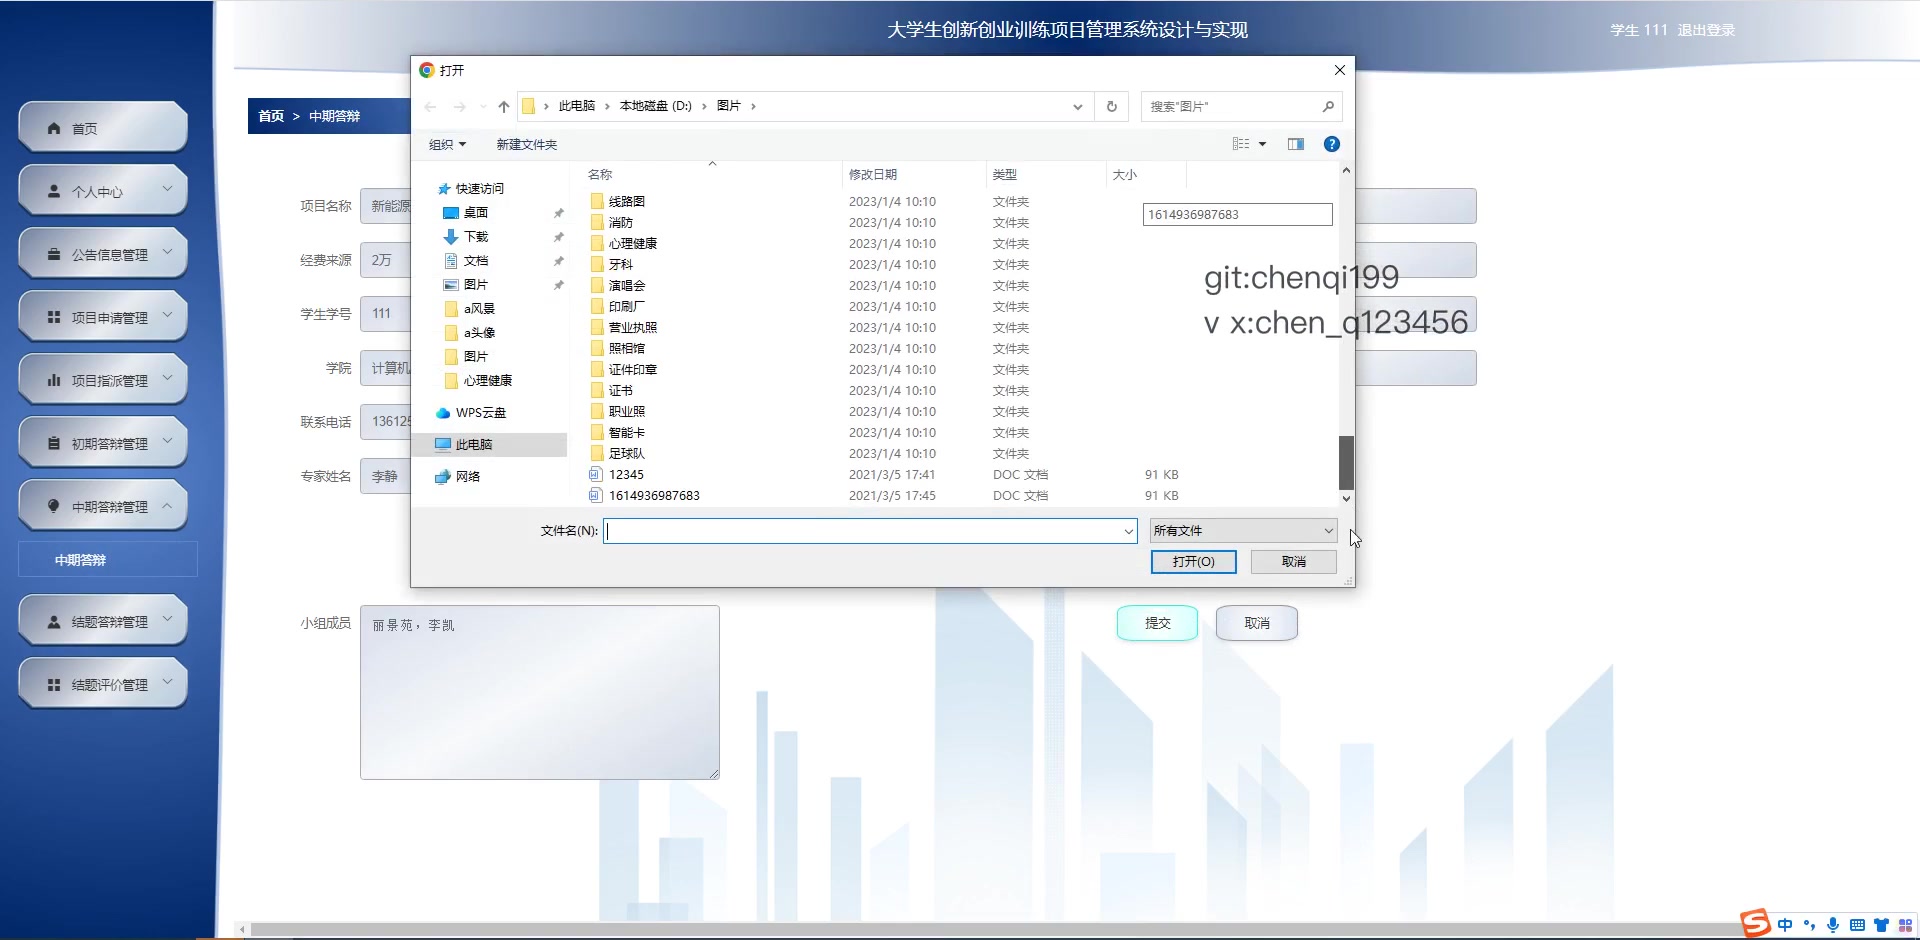 大学生创新创业训练项目管理系统设计与实现
学生 111 退出登录
打开
此电脑 > 本地磁盘 (D:) > 图片 >
搜索"图片"
组织
新建文件夹
首页
个人中心
公告信息管理
项目申请管理
项目指派管理
初期答辩管理
中期答辩管理
中期答辩
结题答辩管理
结题评价管理
首页 > 中期答辩
项目名称 新能源
经费来源 2万
学生学号 111
学院
联系电话 13612
专家姓名 李静
小组成员 丽景苑，李凯
快速访问
桌面
下载
文档
图片
a风景
a头像
图片
心理健康
WPS云盘
此电脑
网络
名称 修改日期 类型 大小
线路图 2023/1/4 10:10 文件夹
消防 2023/1/4 10:10 文件夹
心理健康 2023/1/4 10:10 文件夹
牙科 2023/1/4 10:10 文件夹
演唱会 2023/1/4 10:10 文件夹
印刷厂 2023/1/4 10:10 文件夹
营业执照 2023/1/4 10:10 文件夹
照相馆 2023/1/4 10:10 文件夹
证件印章 2023/1/4 10:10 文件夹
证书 2023/1/4 10:10 文件夹
职业照 2023/1/4 10:10 文件夹
智能卡 2023/1/4 10:10 文件夹
足球队 2023/1/4 10:10 文件夹
12345 2021/3/5 17:41 DOC 文档 91 KB
1614936987683 2021/3/5 17:45 DOC 文档 91 KB
1614936987683
git:chenqi199
v x:chen_q123456
文件名(N):
所有文件
打开(O)
取消
提交
取消
中